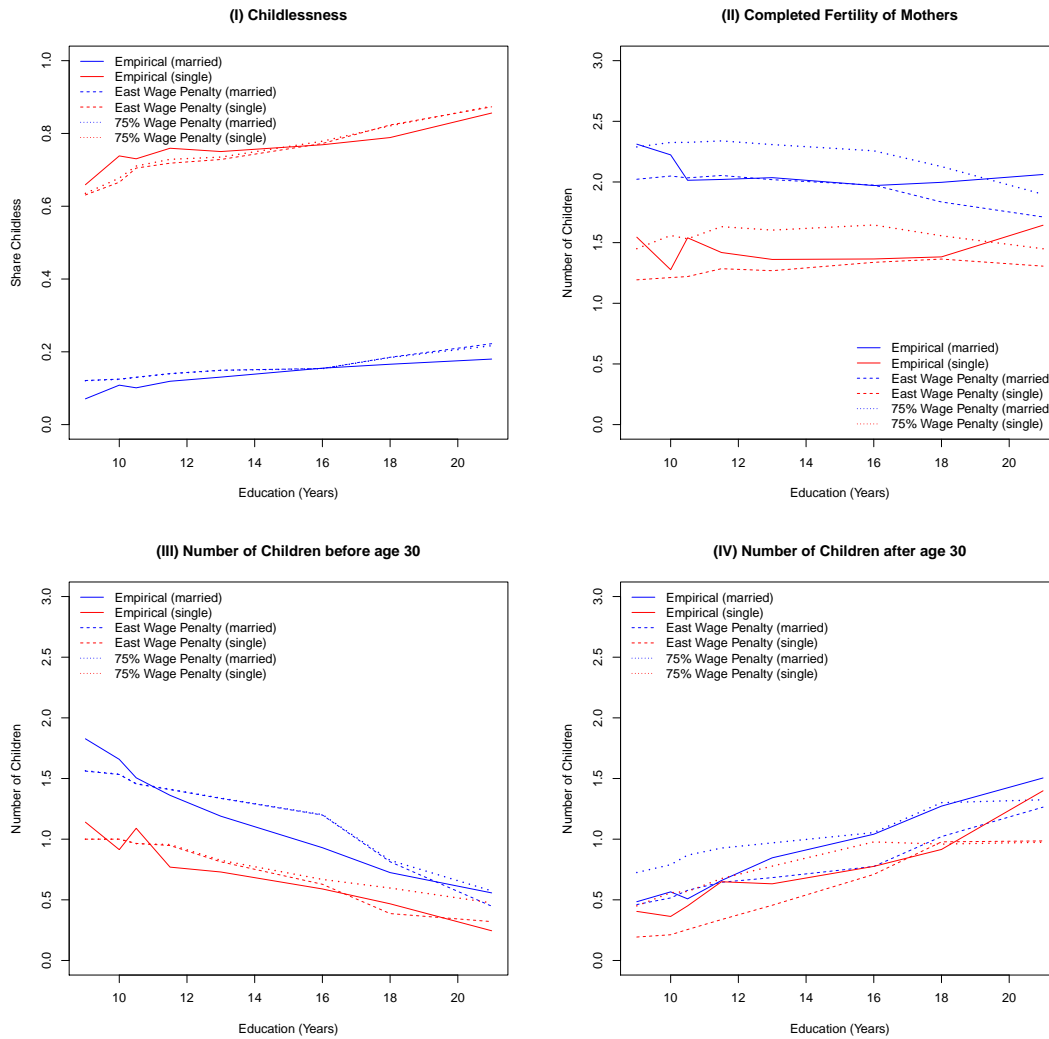 (I) Childlessness
Share Childless
1.0
0.8
0.6
0.4
0.2
0.0
Empirical (married)
Empirical (single)
East Wage Penalty (married)
East Wage Penalty (single)
75% Wage Penalty (married)
75% Wage Penalty (single)
10 12 14 16 18 20
Education (Years)
(II) Completed Fertility of Mothers
Number of Children
3.0
2.5
2.0
1.5
1.0
0.5
0.0
Empirical (married)
Empirical (single)
East Wage Penalty (married
East Wage Penalty (single)
75% Wage Penalty (married
75% Wage Penalty (single)
10 12 14 16 18 20
Education (Years)
(III) Number of Children before age 30
Number of Children
3.0
2.5
2.0
1.5
1.0
0.5
0.0
Empirical (married)
Empirical (single)
East Wage Penalty (married)
East Wage Penalty (single)
75% Wage Penalty (married)
75% Wage Penalty (single)
10 12 14 16 18 20
Education (Years)
(IV) Number of Children after age 30
Number of Children
3.0
2.5
2.0
1.5
1.0
0.5
0.0
Empirical (married)
Empirical (single)
East Wage Penalty (married)
East Wage Penalty (single)
75% Wage Penalty (married)
75% Wage Penalty (single)
10 12 14 16 18 20
Education (Years)